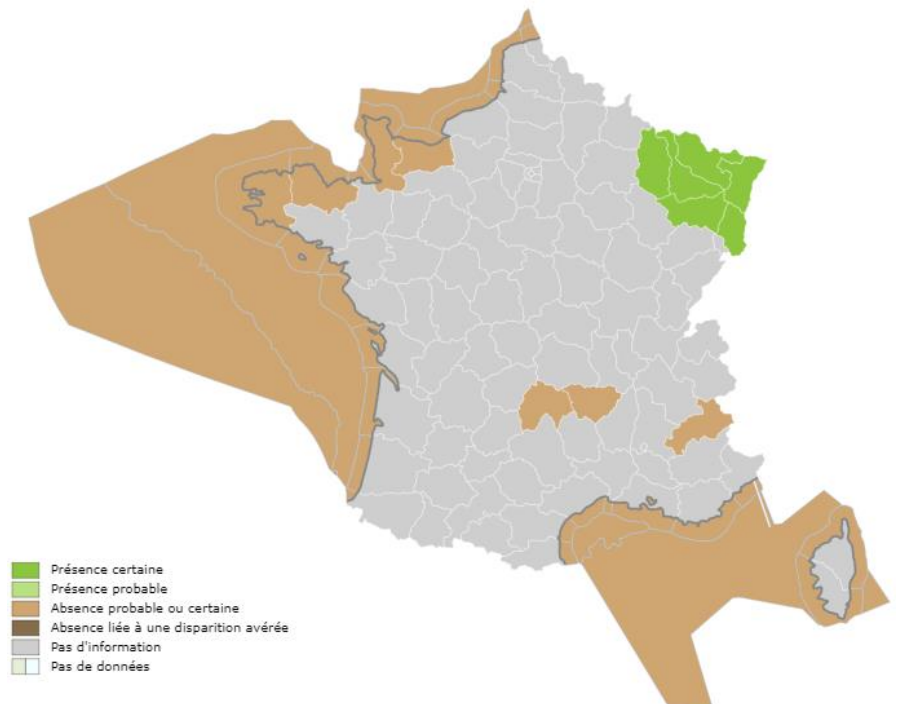 Présence certaine
Présence probable
Absence probable ou certaine
Absence liée à une disparition avérée
Pas d'information
Pas de données